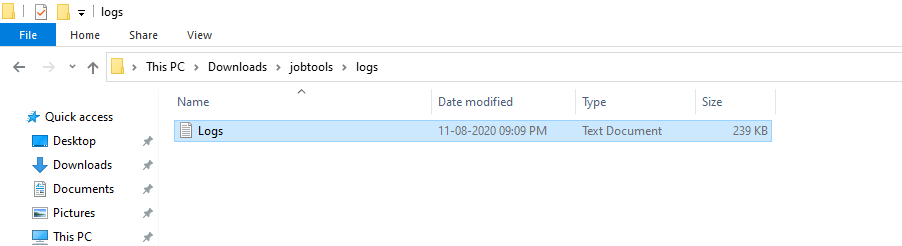 logs
File Home Share View
This PC > Downloads > jobtools > logs
Name Date modified Type Size
Quick access
Logs 11-08-2020 09:09 PM Text Document 239 KB
Desktop
Downloads
Documents
Pictures
This PC